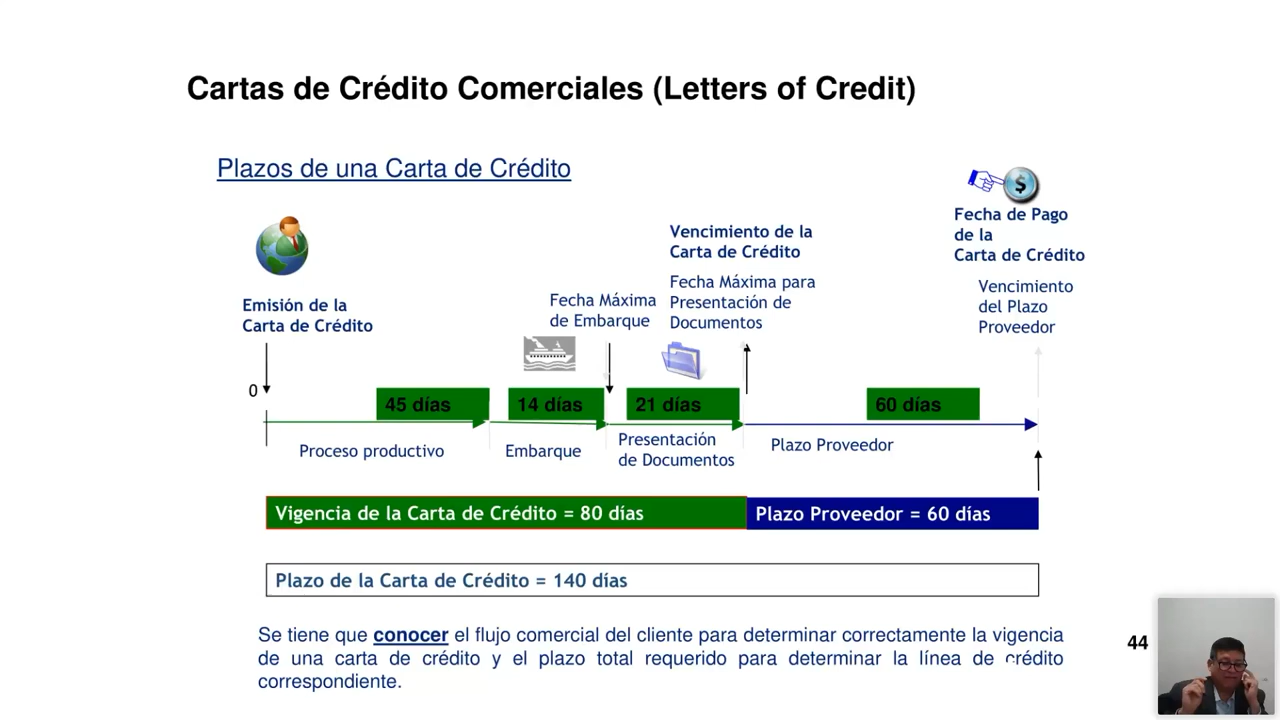 Cartas de Crédito Comerciales (Letters of Credit)
Plazos de una Carta de Crédito
$
Fecha de Pago
de la
Carta de Crédito
Vencimiento
del Plazo
Proveedor
Vencimiento de la
Carta de Crédito
Fecha Máxima para
Presentación de
Documentos
Fecha Máxima
de Embarque
Emisión de la
Carta de Crédito
0
45 días
14 días
21 días
60 días
Proceso productivo
Embarque
Presentación
de Documentos
Plazo Proveedor
Vigencia de la Carta de Crédito = 80 días
Plazo Proveedor = 60 días
Plazo de la Carta de Crédito = 140 días
Se tiene que conocer el flujo comercial del cliente para determinar correctamente la vigencia
de una carta de crédito y el plazo total requerido para determinar la línea de crédito
correspondiente.
44